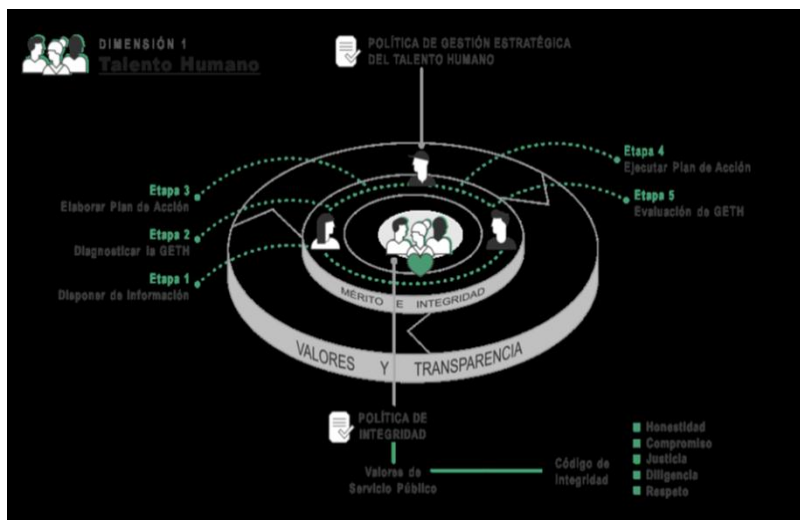 DIMENSIÓN 1
Talento Humano
POLÍTICA DE GESTIÓN ESTRATÉGICA
DEL TALENTO HUMANO
Etapa 3
Elaborar Plan de Acción
Etapa 2
Diagnosticar la GETH
Etapa 1
Disponer de Información
Etapa 4
Ejecutar Plan de Acción
Etapa 5
Evaluación de GETH
MÉRITO E INTEGRIDAD
VALORES Y TRANSPARENCIA
POLÍTICA DE
INTEGRIDAD
Valores de
Servicio Público
Código de
Integridad
Honestidad
Compromiso
Justicia
Diligencia
Respeto